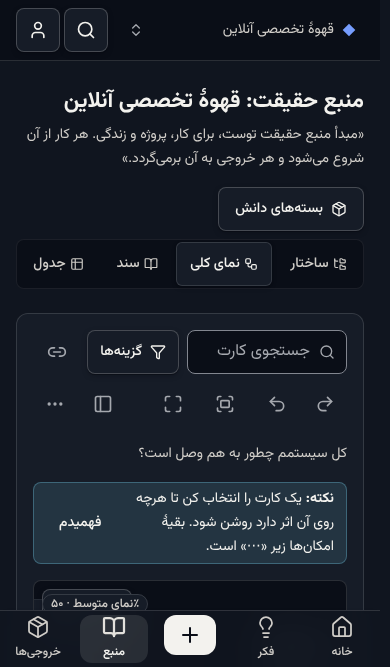 قهوهٔ تخصصی آنلاین
منبع حقیقت: قهوهٔ تخصصی آنلاین
«مبدأ منبع حقیقت توست، برای کار، پروژه و زندگی. هر کار از آن
شروع می‌شود و هر خروجی به آن برمی‌گردد.»
بسته‌های دانش
ساختار
نمای کلی
سند
جدول
جستجوی کارت
گزینه‌ها
کل سیستمم چطور به هم وصل است؟
نکته: یک کارت را انتخاب کن تا هرچه
روی آن اثر دارد روشن شود. بقیهٔ
امکان‌ها زیر «···» است.
فهمیدم
نمای متوسط · ۵۰٪
خانه
فکر
منبع
خروجی‌ها